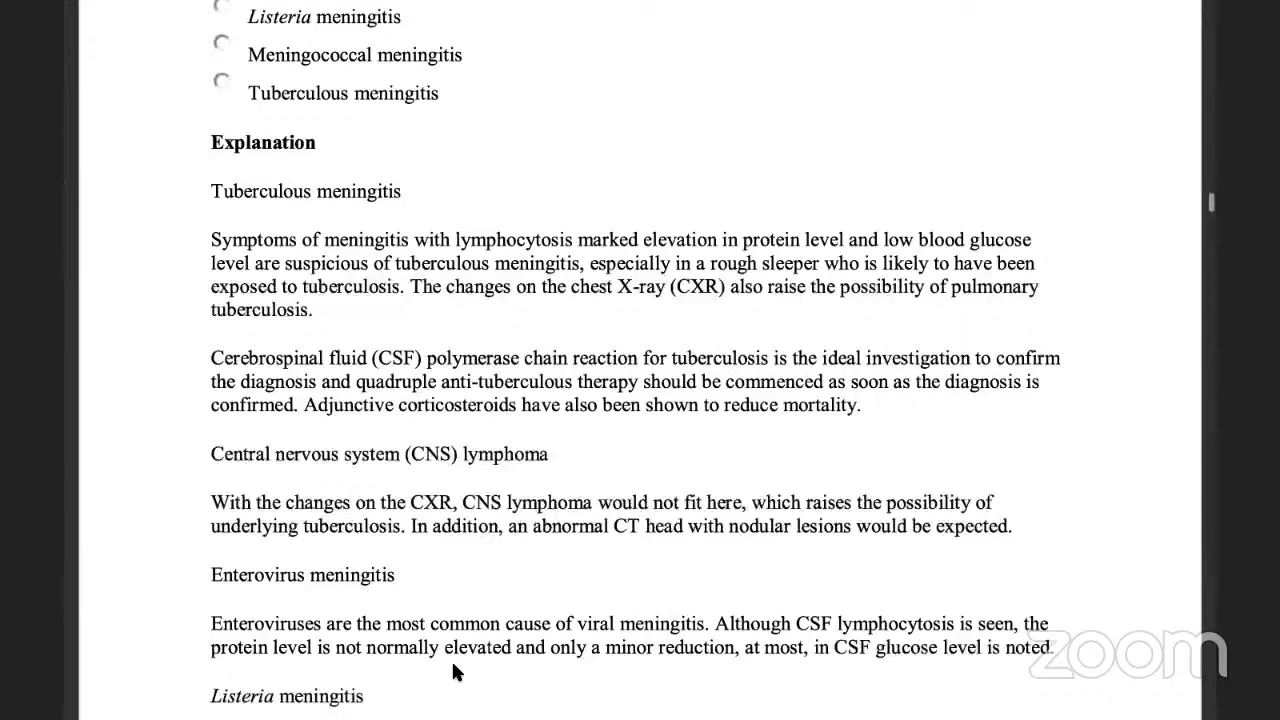 Listeria meningitis
Meningococcal meningitis
Tuberculous meningitis
Explanation
Tuberculous meningitis
Symptoms of meningitis with lymphocytosis marked elevation in protein level and low blood glucose
level are suspicious of tuberculous meningitis, especially in a rough sleeper who is likely to have been
exposed to tuberculosis. The changes on the chest X-ray (CXR) also raise the possibility of pulmonary
tuberculosis.
Cerebrospinal fluid (CSF) polymerase chain reaction for tuberculosis is the ideal investigation to confirm
the diagnosis and quadruple anti-tuberculous therapy should be commenced as soon as the diagnosis is
confirmed. Adjunctive corticosteroids have also been shown to reduce mortality.
Central nervous system (CNS) lymphoma
With the changes on the CXR, CNS lymphoma would not fit here, which raises the possibility of
underlying tuberculosis. In addition, an abnormal CT head with nodular lesions would be expected.
Enterovirus meningitis
Enteroviruses are the most common cause of viral meningitis. Although CSF lymphocytosis is seen, the
protein level is not normally elevated and only a minor reduction, at most, in CSF glucose level is noted.
zoom
Listeria meningitis